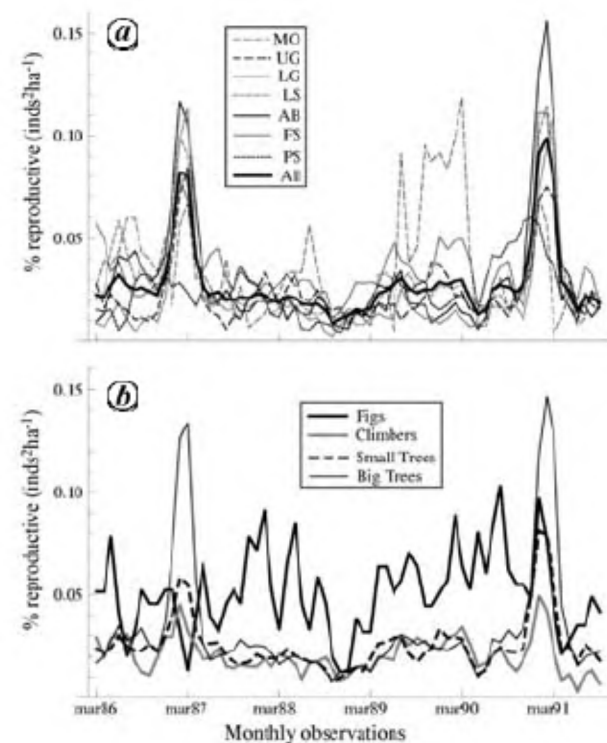 a
MO
UG
LG
LS
AB
FS
PS
All
0.15
0.10
0.05
% reproductive (inds²ha⁻¹)
b
Figs
Climbers
Small Trees
Big Trees
0.15
0.10
0.05
% reproductive (inds²ha⁻¹)
mar86 mar87 mar88 mar89 mar90 mar91
Monthly observations